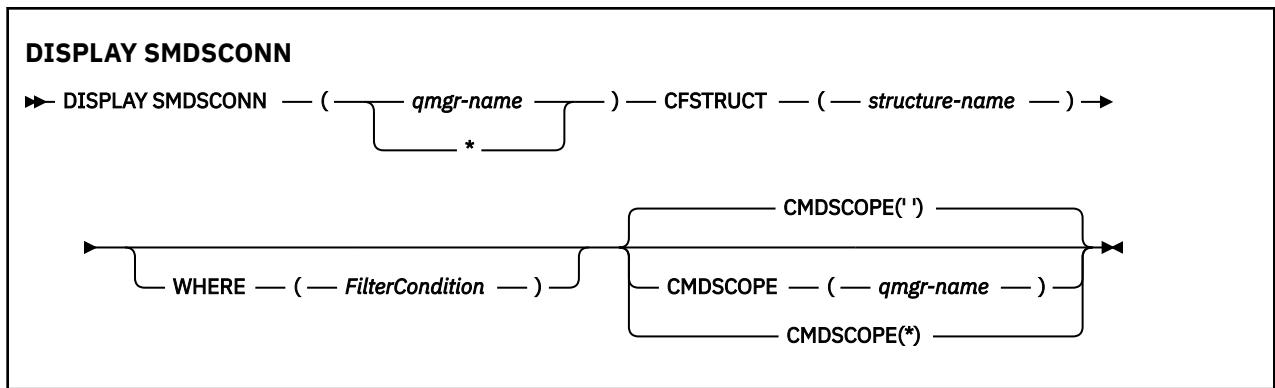 DISPLAY SMDSCONN
DISPLAY SMDSCONN ( qmgr-name ) CFSTRUCT ( structure-name )
*
CMDSCOPE(' ')
WHERE ( FilterCondition ) CMDSCOPE ( qmgr-name )
CMDSCOPE(*)